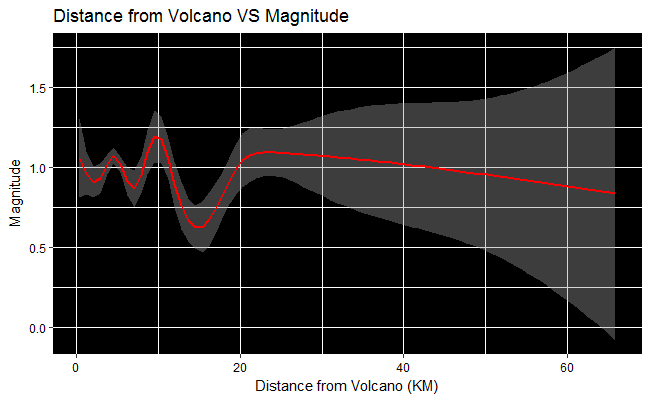 Distance from Volcano VS Magnitude
1.5
1.0
0.5
0.0
Magnitude
0 20 40 60
Distance from Volcano (KM)